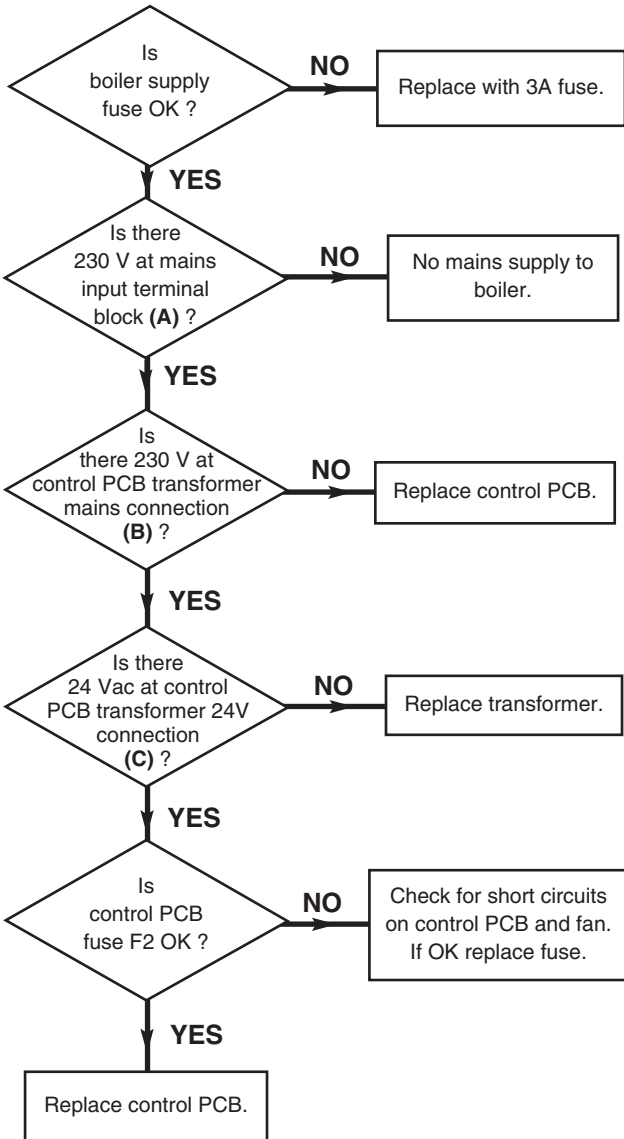 Is
boiler supply
fuse OK ?
NO
Replace with 3A fuse.
YES
Is there
230 V at mains
input terminal
block (A) ?
NO
No mains supply to
boiler.
YES
Is
there 230 V at
control PCB transformer
mains connection
(B) ?
NO
Replace control PCB.
YES
Is there
24 Vac at control
PCB transformer 24V
connection
(C) ?
NO
Replace transformer.
YES
Is
control PCB
fuse F2 OK ?
NO
Check for short circuits
on control PCB and fan.
If OK replace fuse.
YES
Replace control PCB.